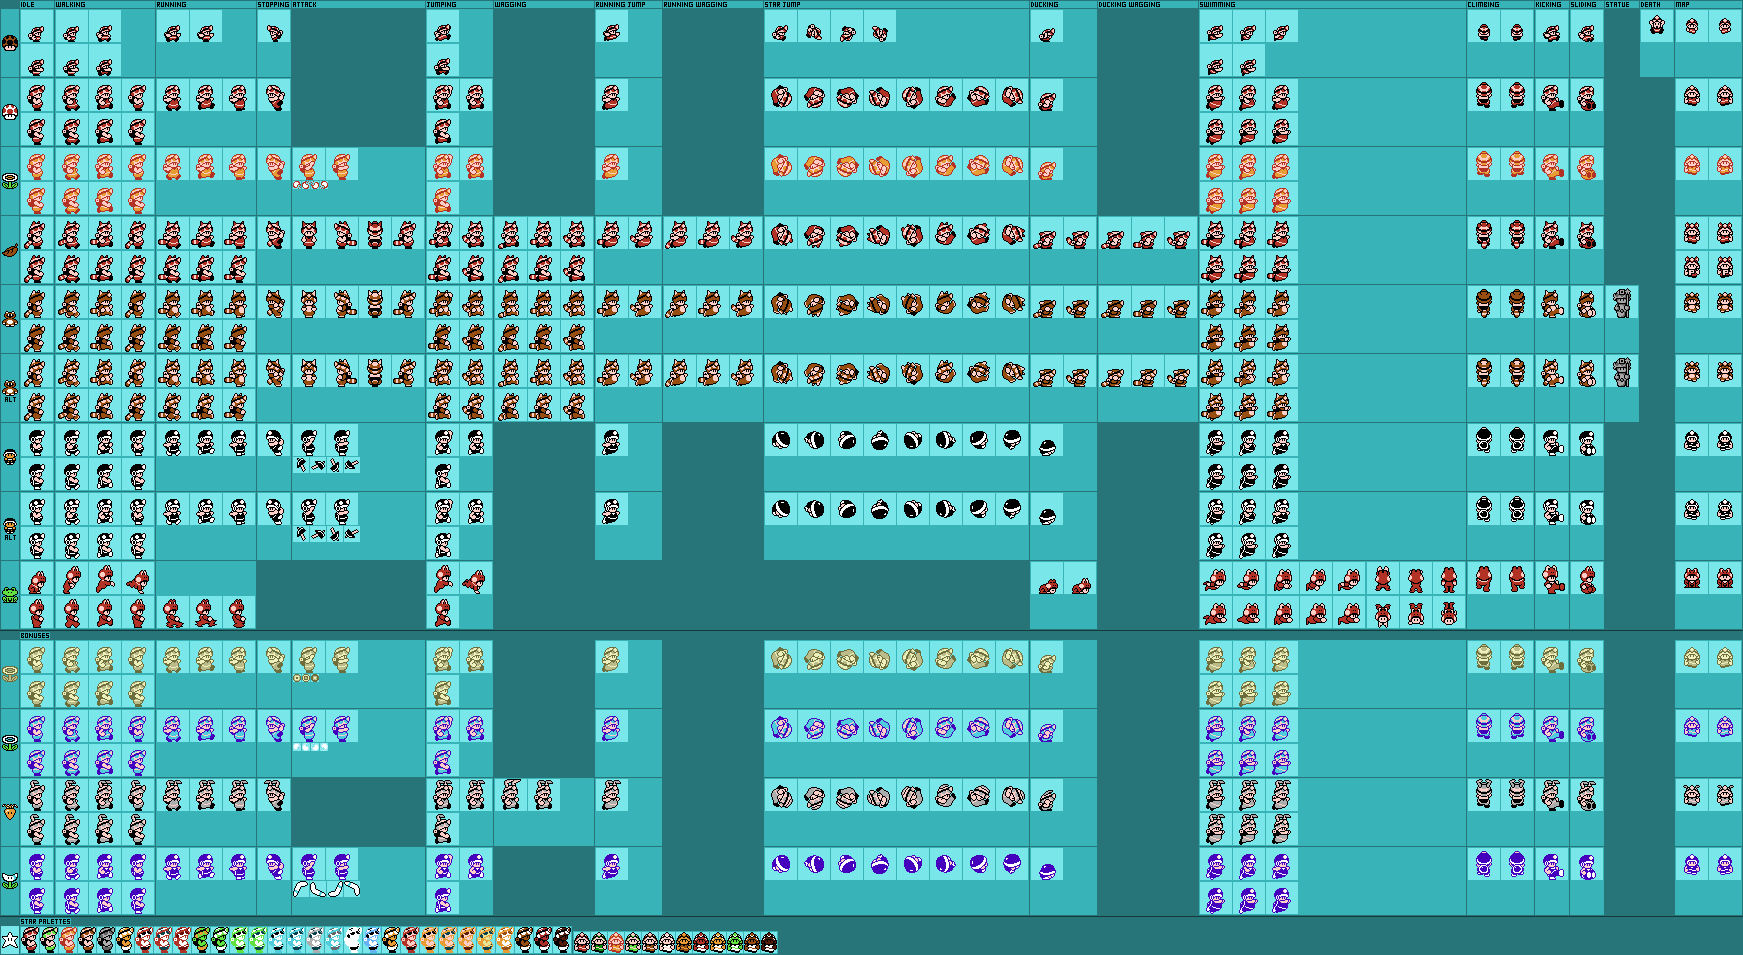 IDLE WALKING RUNNING STOPPING ATTACK JUMPING WAGGING RUNNING JUMP RUNNING WAGGING STAR JUMP DUCKING DUCKING WAGGING SWIMMING CLIMBING KICKING SLIDING STATUE DEATH MAP
ALT
ALT
BONUSES
STAR PALETTES